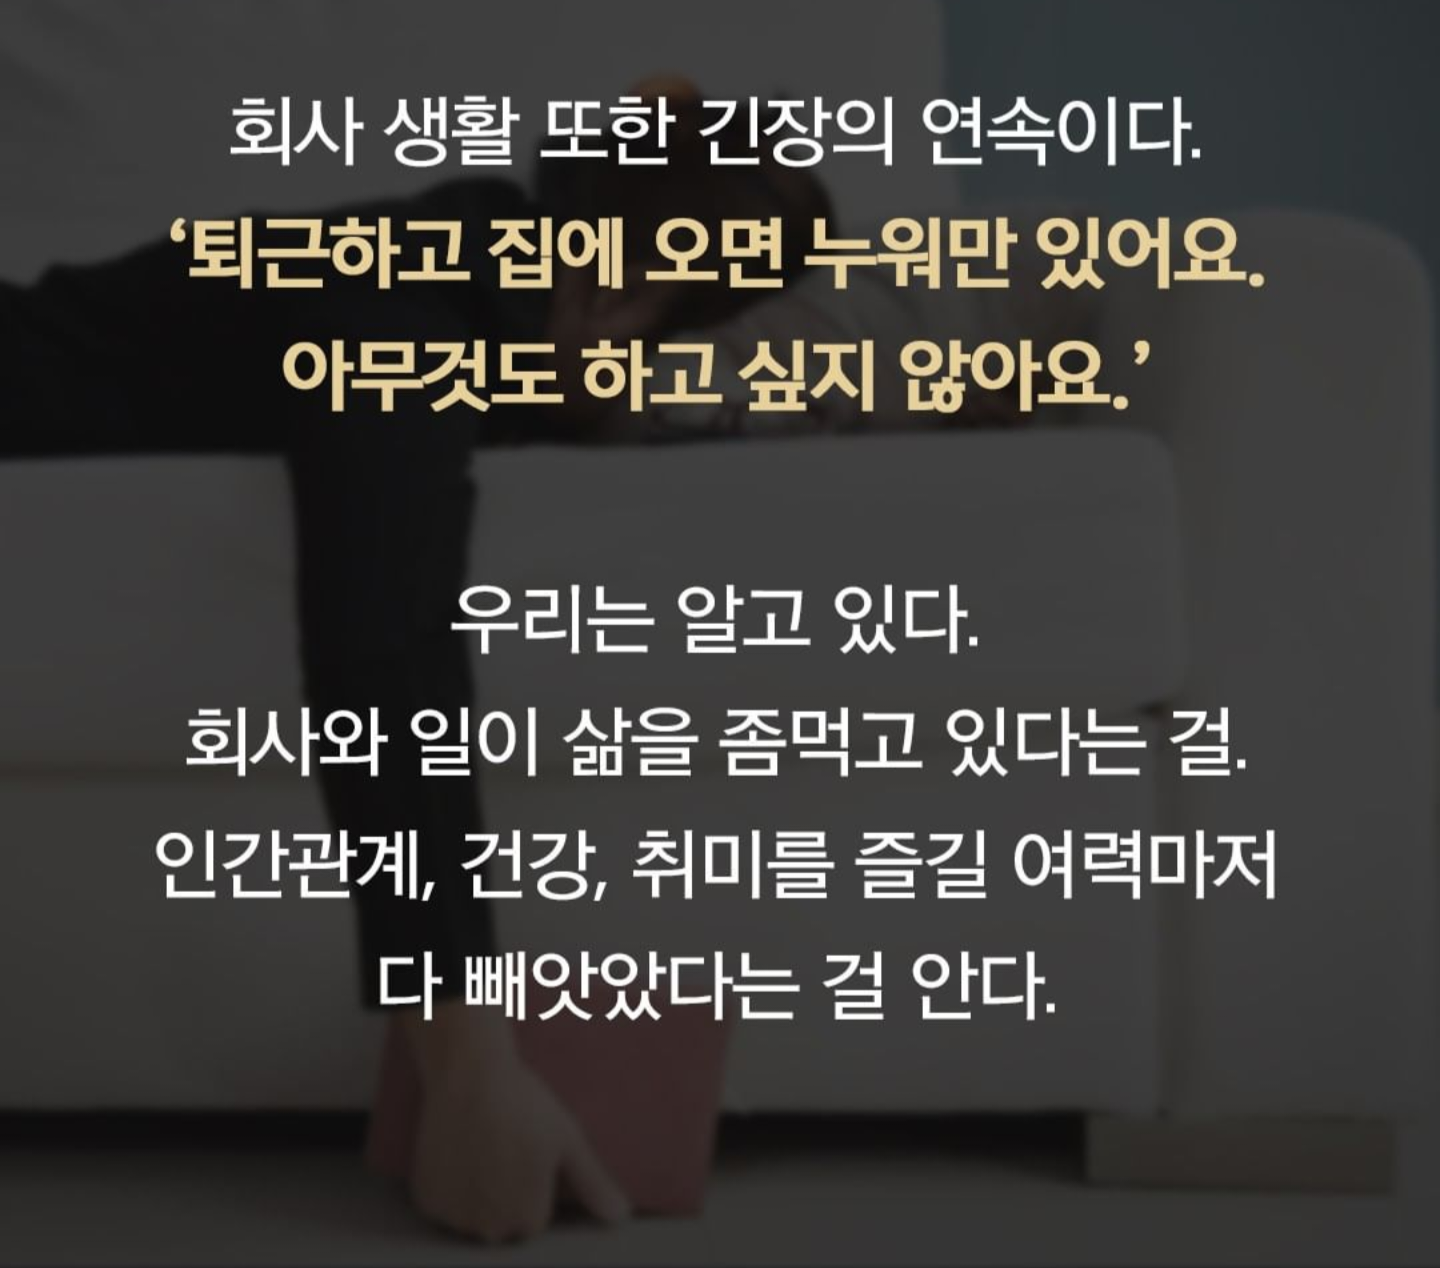 회사 생활 또한 긴장의 연속이다.
‘퇴근하고 집에 오면 누워만 있어요.
아무것도 하고 싶지 않아요.’
우리는 알고 있다.
회사와 일이 삶을 좀먹고 있다는 걸.
인간관계, 건강, 취미를 즐길 여력마저
다 빼앗았다는 걸 안다.